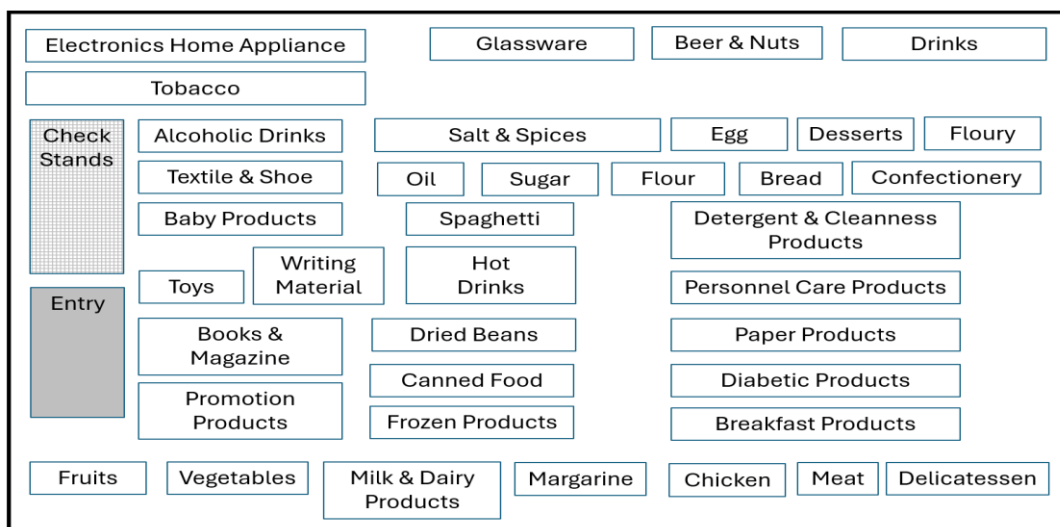 Electronics Home Appliance
Glassware
Beer & Nuts
Drinks
Tobacco
Check
Stands
Alcoholic Drinks
Salt & Spices
Egg
Desserts
Floury
Textile & Shoe
Oil
Sugar
Flour
Bread
Confectionery
Baby Products
Spaghetti
Detergent & Cleanness
Products
Toys
Writing
Material
Hot
Drinks
Personnel Care Products
Entry
Books &
Magazine
Dried Beans
Paper Products
Canned Food
Diabetic Products
Promotion
Products
Frozen Products
Breakfast Products
Fruits
Vegetables
Milk & Dairy
Products
Margarine
Chicken
Meat
Delicatessen